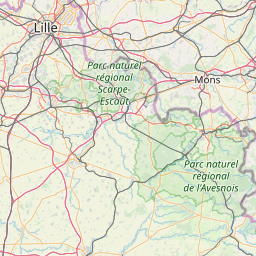 Lille
Parc naturel
régional
Scarpe-
Escaut
Mons
Parc naturel
régional
de l'Avesnois